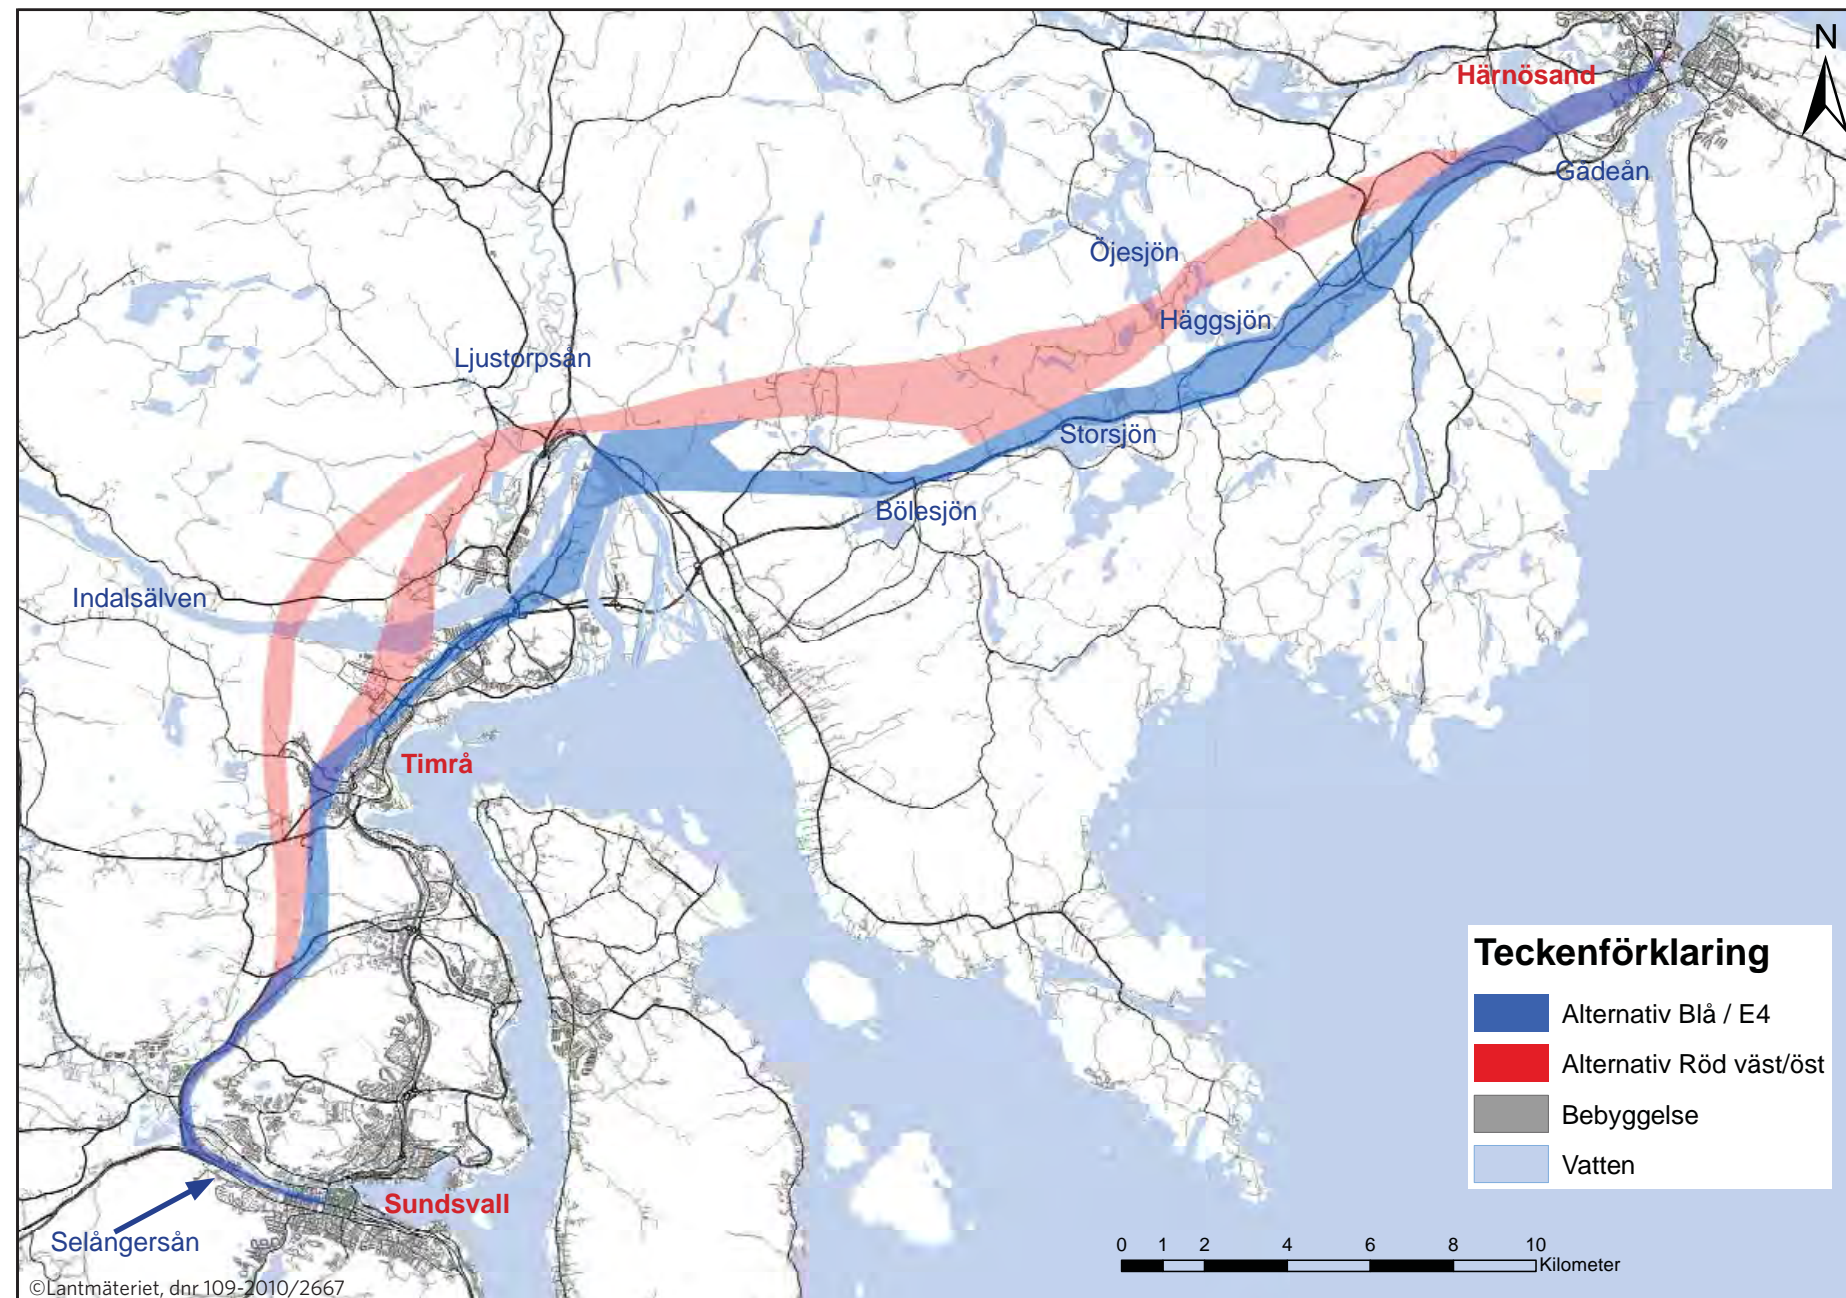 N
Härnösand
Gådeån
Öjesjön
Häggsjön
Ljustorpsån
Storsjön
Bölesjön
Indalsälven
Timrå
Sundsvall
Selångersån
Teckenförklaring
Alternativ Blå / E4
Alternativ Röd väst/öst
Bebyggelse
Vatten
0 1 2 4 6 8 10
Kilometer
©Lantmäteriet, dnr 109-2010/2667